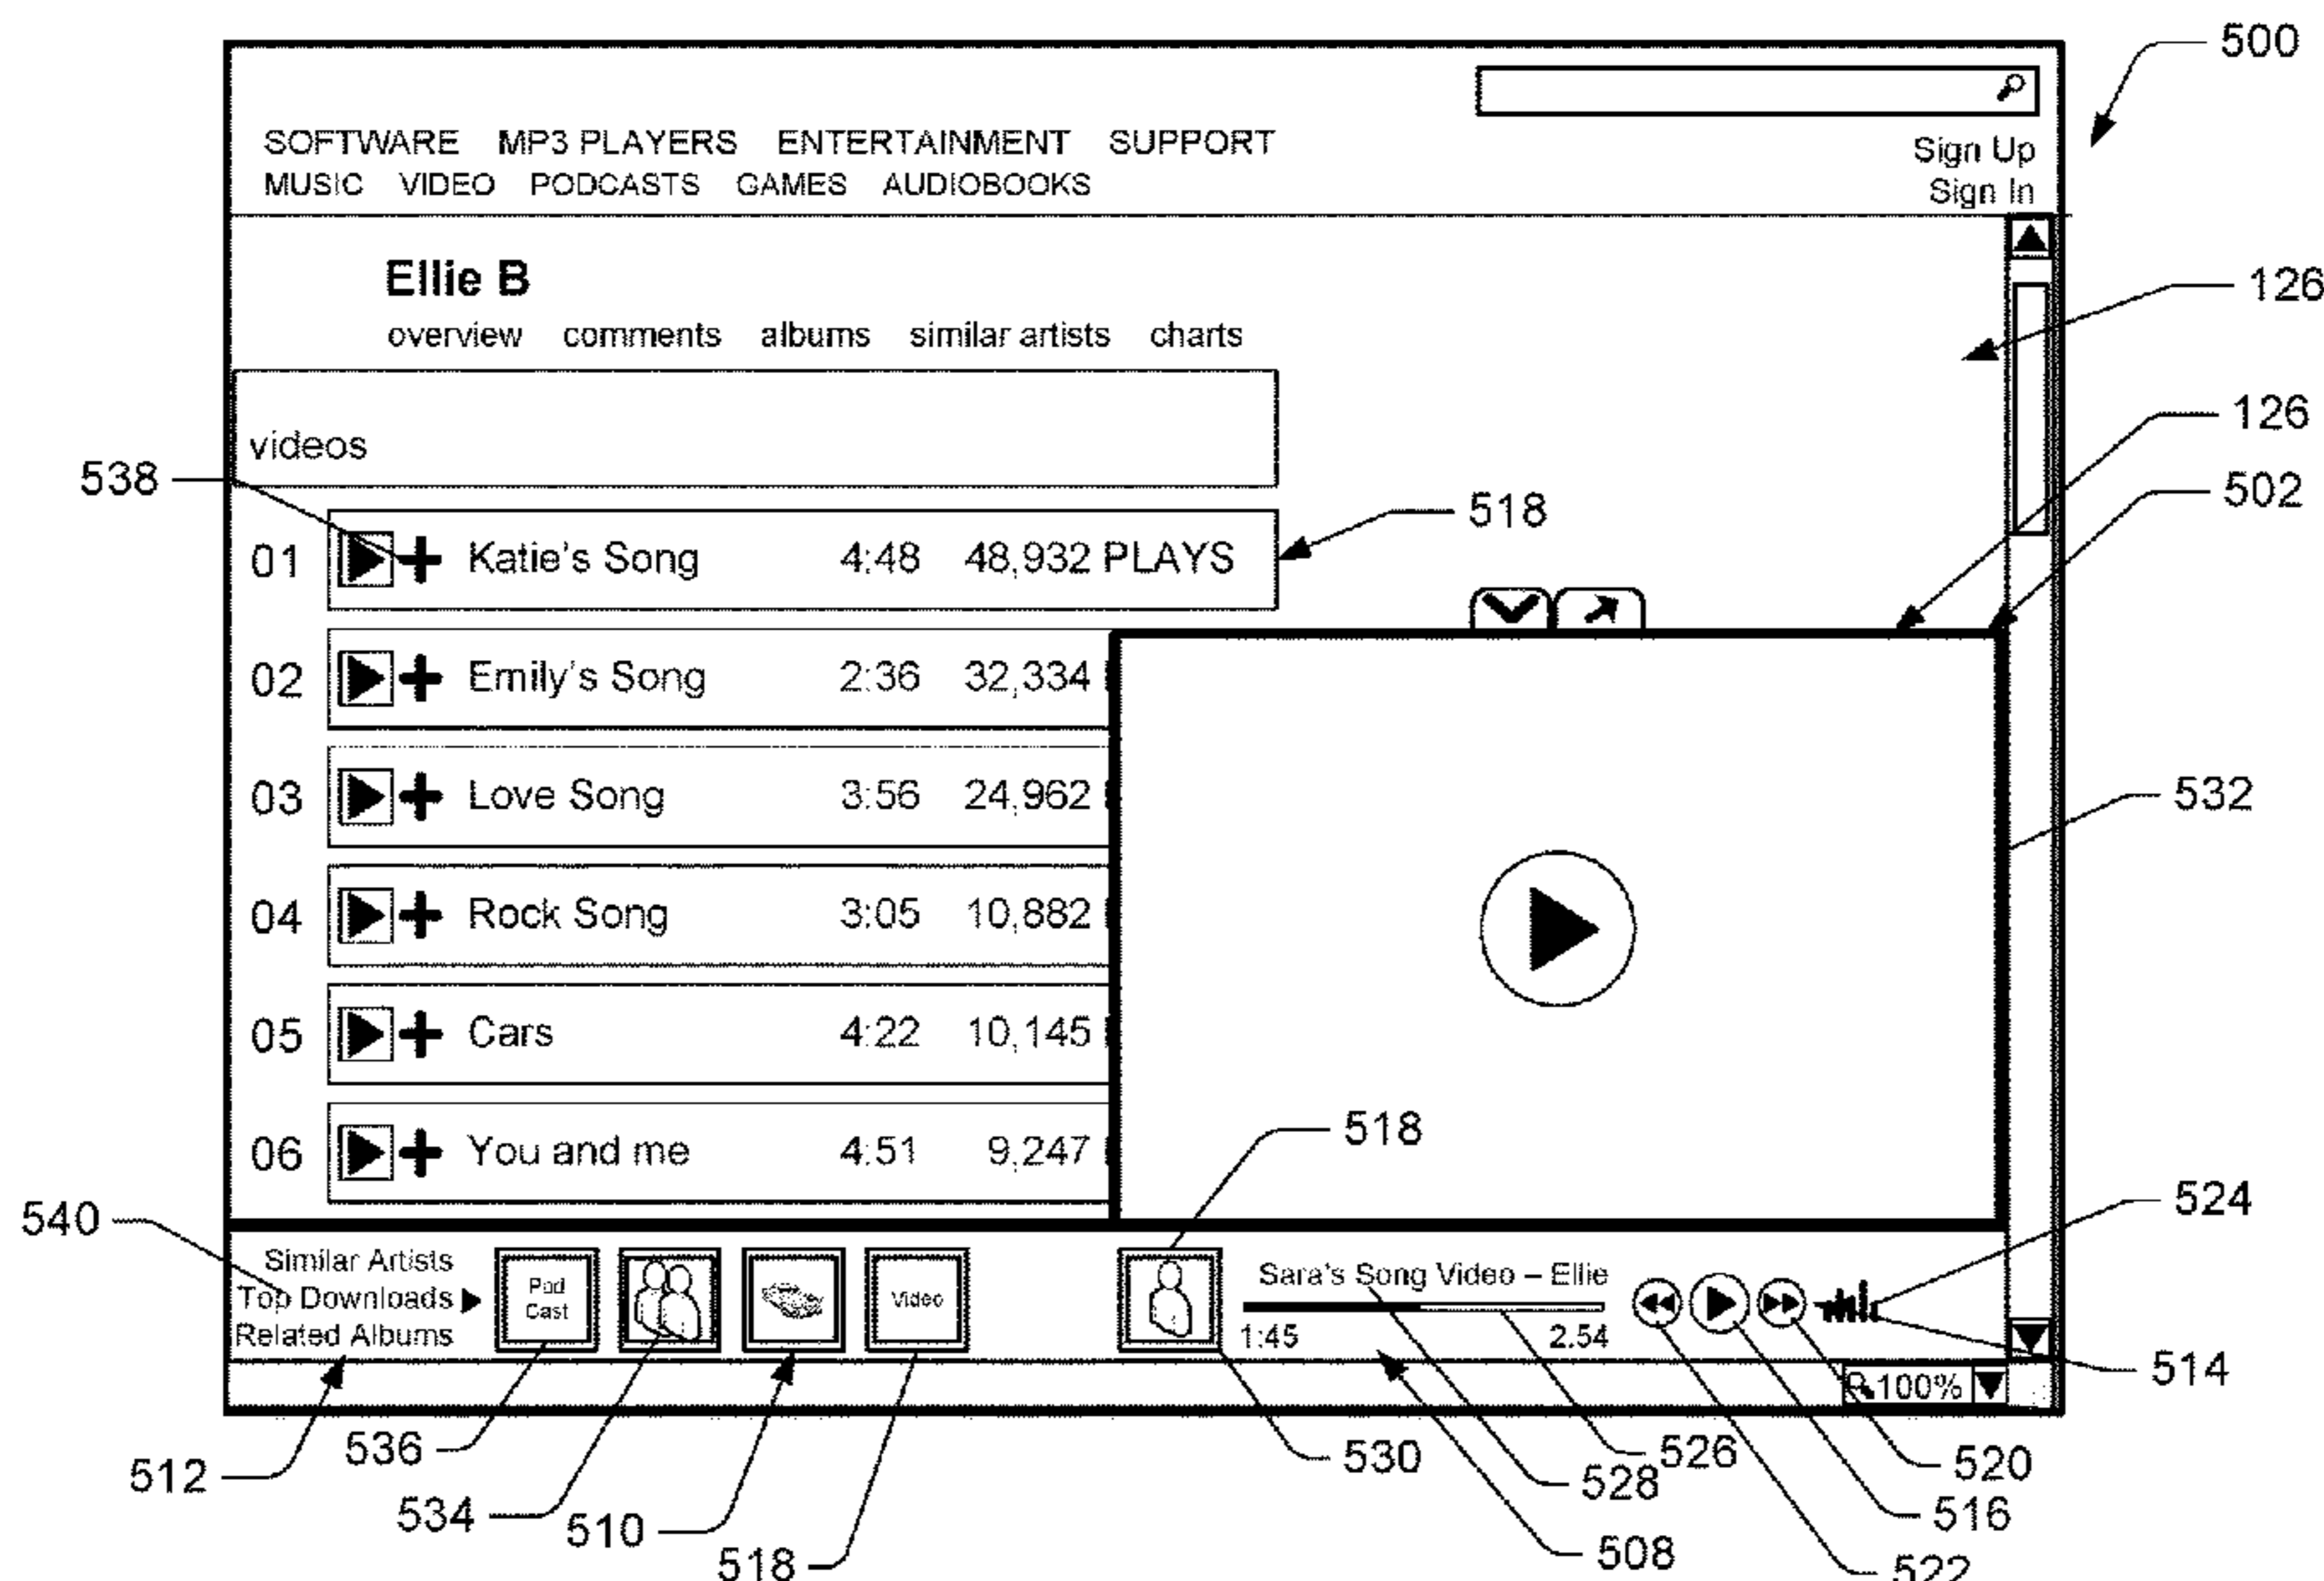 500
SOFTWARE MP3 PLAYERS ENTERTAINMENT SUPPORT
Sign Up
MUSIC VIDEO PODCASTS GAMES AUDIOBOOKS
Sign In
Ellie B
126
overview comments albums similar artists charts
126
videos
538
502
518
01 Katie's Song 4:48 48,932 PLAYS
02 Emily's Song 2:36 32,334
03 Love Song 3:56 24,962
532
04 Rock Song 3:05 10,882
05 Cars 4:22 10,145
518
06 You and me 4:51 9,247
524
540
Similar Artists
Top Downloads
Related Albums
Pod
Cast
Video
Sara's Song Video – Ellie
1:45 2.54
514
100%
536
530
526
520
512
528
534
516
510
508
518
522